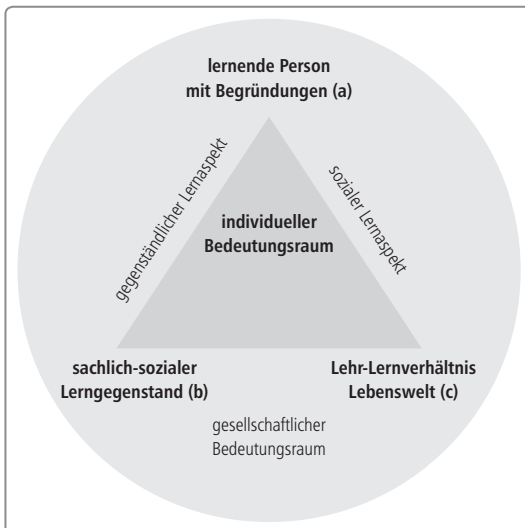 lernende Person
mit Begründungen (a)
gegenständlicher Lernaspekt
sozialer Lernaspekt
individueller
Bedeutungsraum
sachlich-sozialer
Lerngegenstand (b)
Lehr-Lernverhältnis
Lebenswelt (c)
gesellschaftlicher
Bedeutungsraum